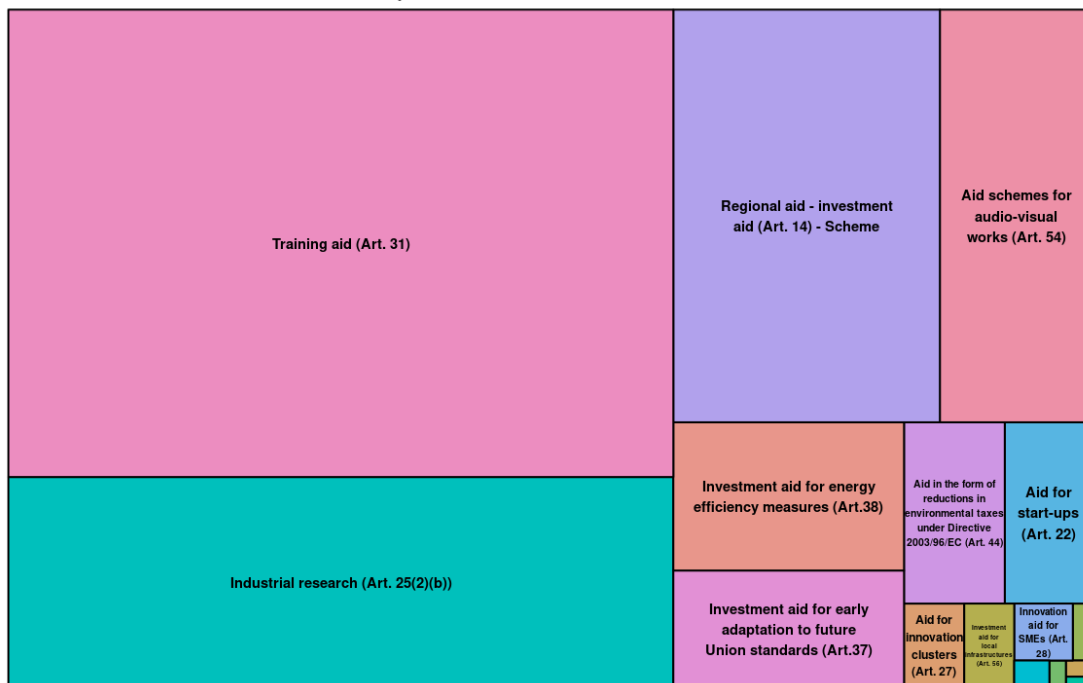 Training aid (Art. 31)
Regional aid - investment
aid (Art. 14) - Scheme
Aid schemes for
audio-visual
works (Art. 54)
Industrial research (Art. 25(2)(b))
Investment aid for energy
efficiency measures (Art.38)
Aid in the form of
reductions in
environmental taxes
under Directive
2003/96/EC (Art. 44)
Aid for
start-ups
(Art. 22)
Investment aid for early
adaptation to future
Union standards (Art.37)
Aid for
innovation
clusters
(Art. 27)
Investment
aid for
local
infrastructures
(Art. 56)
Innovation
aid for
SMEs (Art.
28)